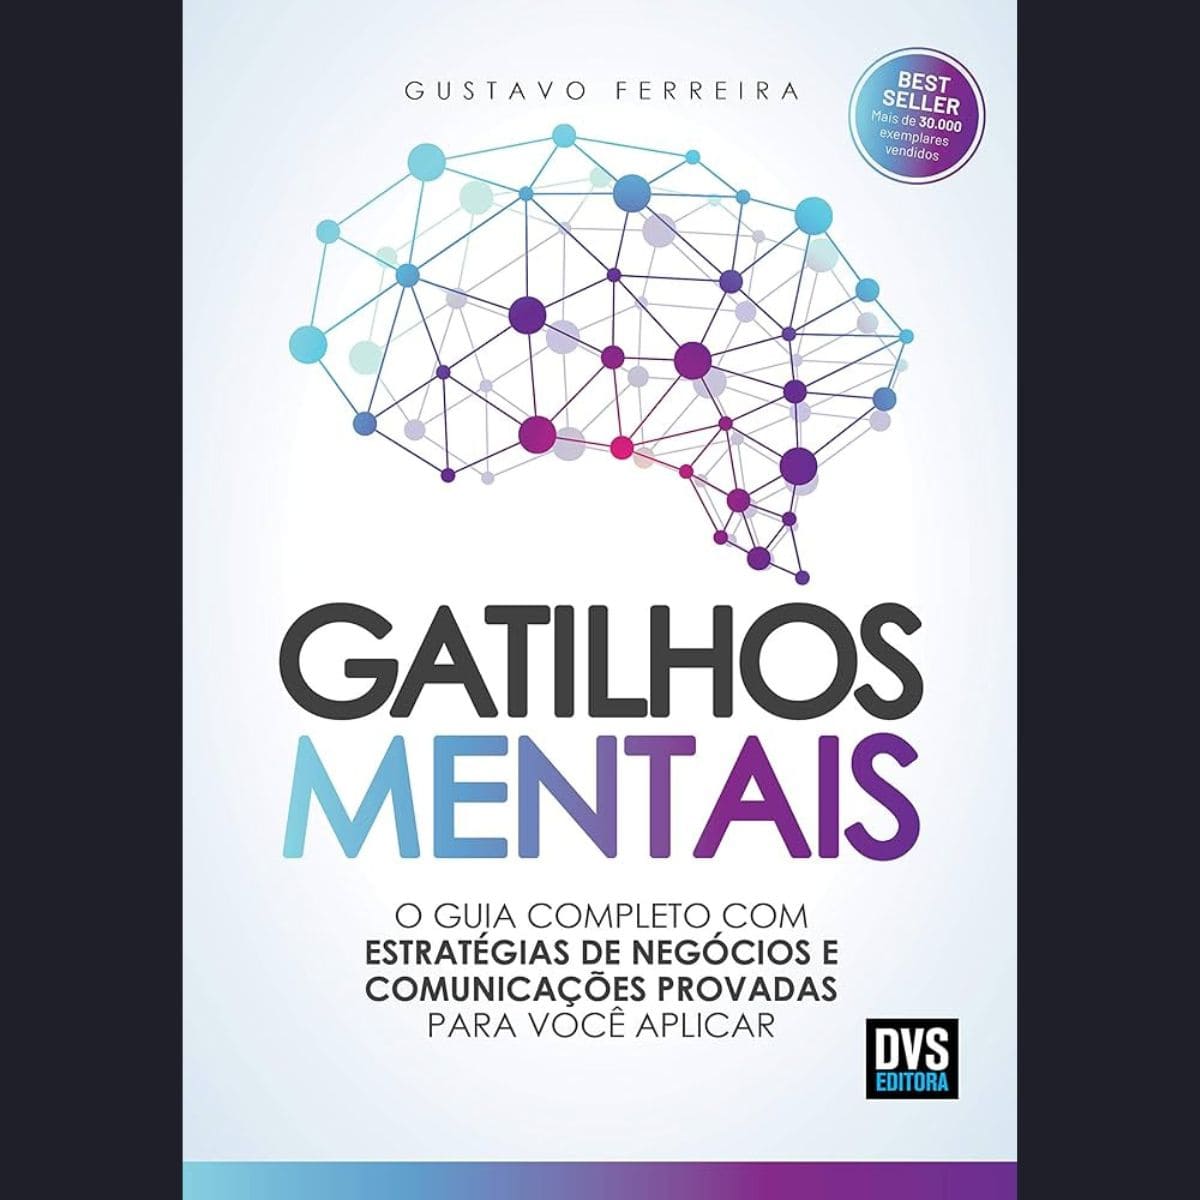 GUSTAVO FERREIRA
BEST
SELLER
Mais de 30.000
exemplares
vendidos
GATILHOS
MENTAIS
O GUIA COMPLETO COM
ESTRATÉGIAS DE NEGÓCIOS E
COMUNICAÇÕES PROVADAS
PARA VOCÊ APLICAR
DVS
EDITORA